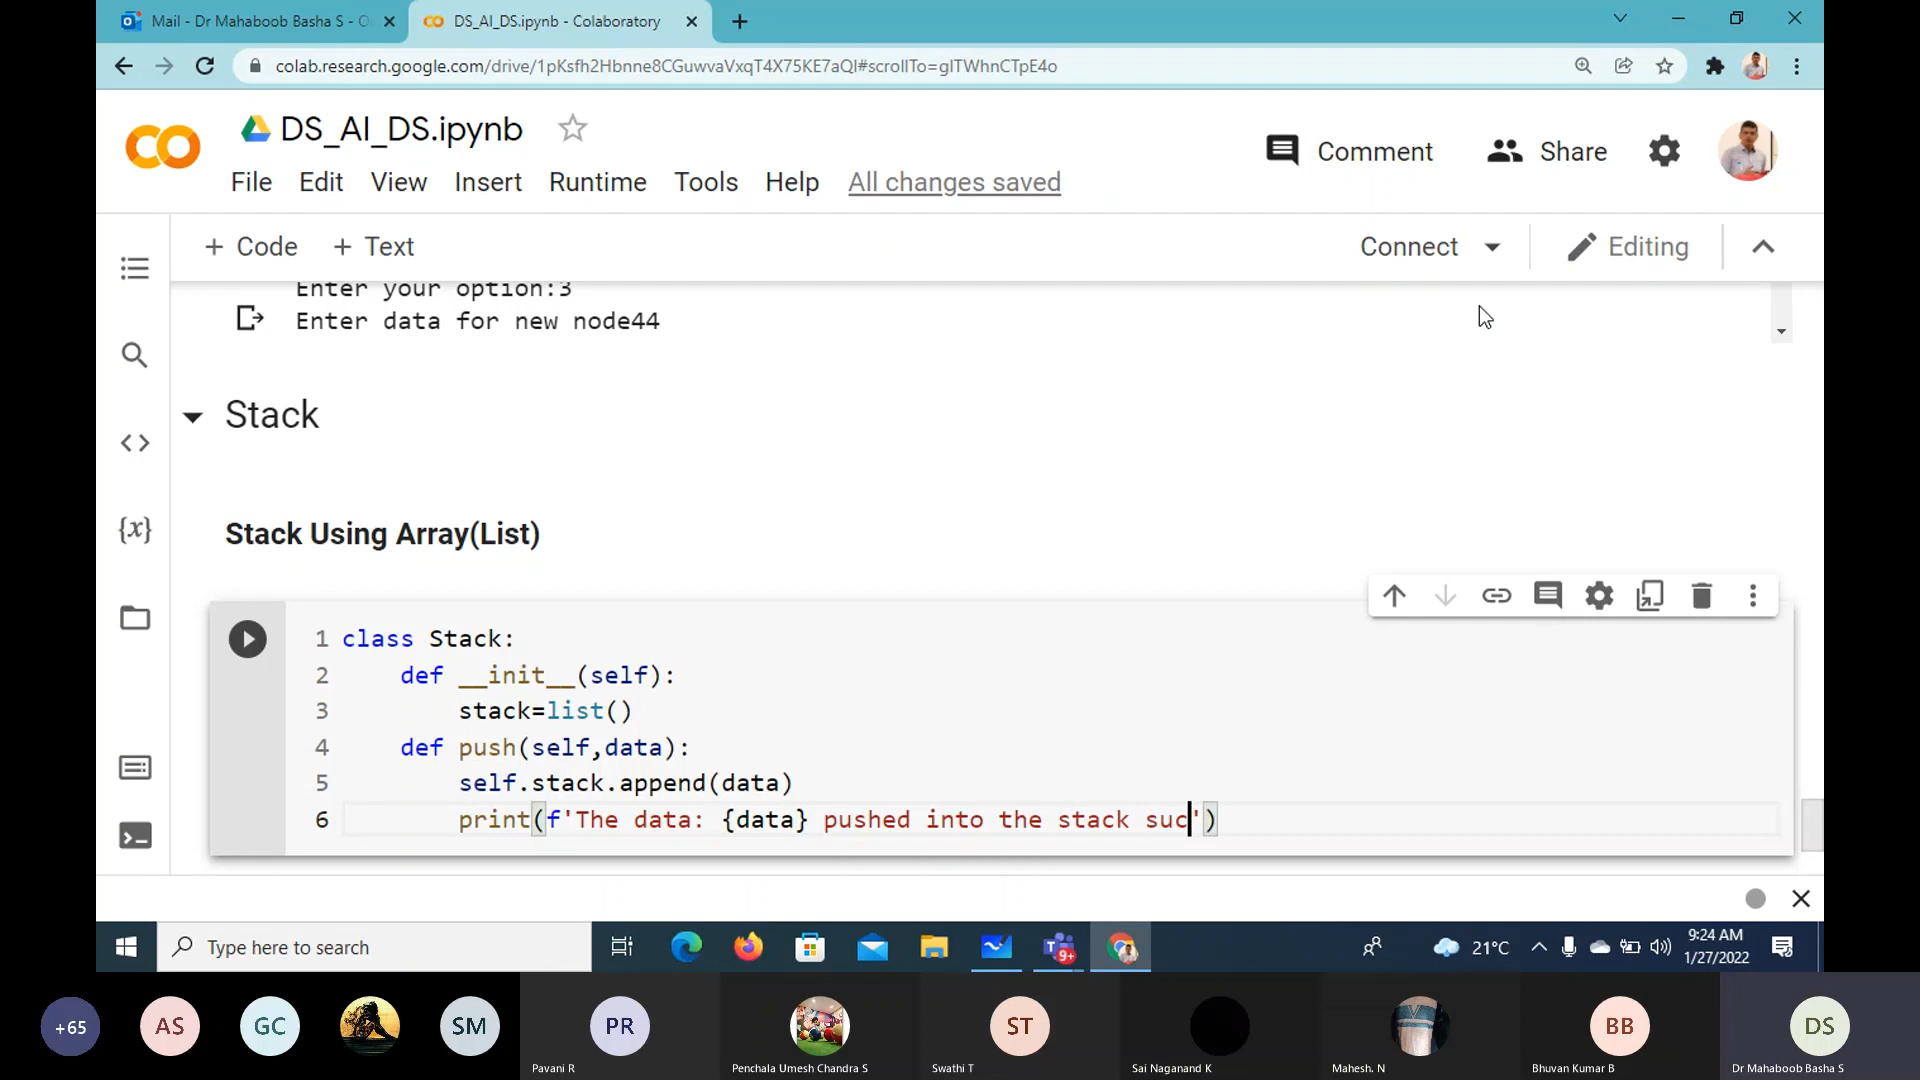 Mail - Dr Mahaboob Basha S - O
DS_AI_DS.ipynb - Colaboratory
colab.research.google.com/drive/1pKsfh2Hbnne8CGuwvaVxqT4X75KE7aQI#scrollTo=gITWhnCTpE4o
DS_AI_DS.ipynb
Comment
Share
File Edit View Insert Runtime Tools Help All changes saved
+ Code + Text
Connect
Editing
Enter your option:3
Enter data for new node44
Stack
Stack Using Array(List)
1 class Stack:
2 def __init__(self):
3 stack=list()
4 def push(self,data):
5 self.stack.append(data)
6 print(f'The data: {data} pushed into the stack suc')
Type here to search
9+
21°C
9:24 AM
1/27/2022
+65
AS
GC
SM
PR
ST
BB
DS
Pavani R
Penchala Umesh Chandra S
Swathi T
Sai Naganand K
Mahesh. N
Bhuvan Kumar B
Dr Mahaboob Basha S